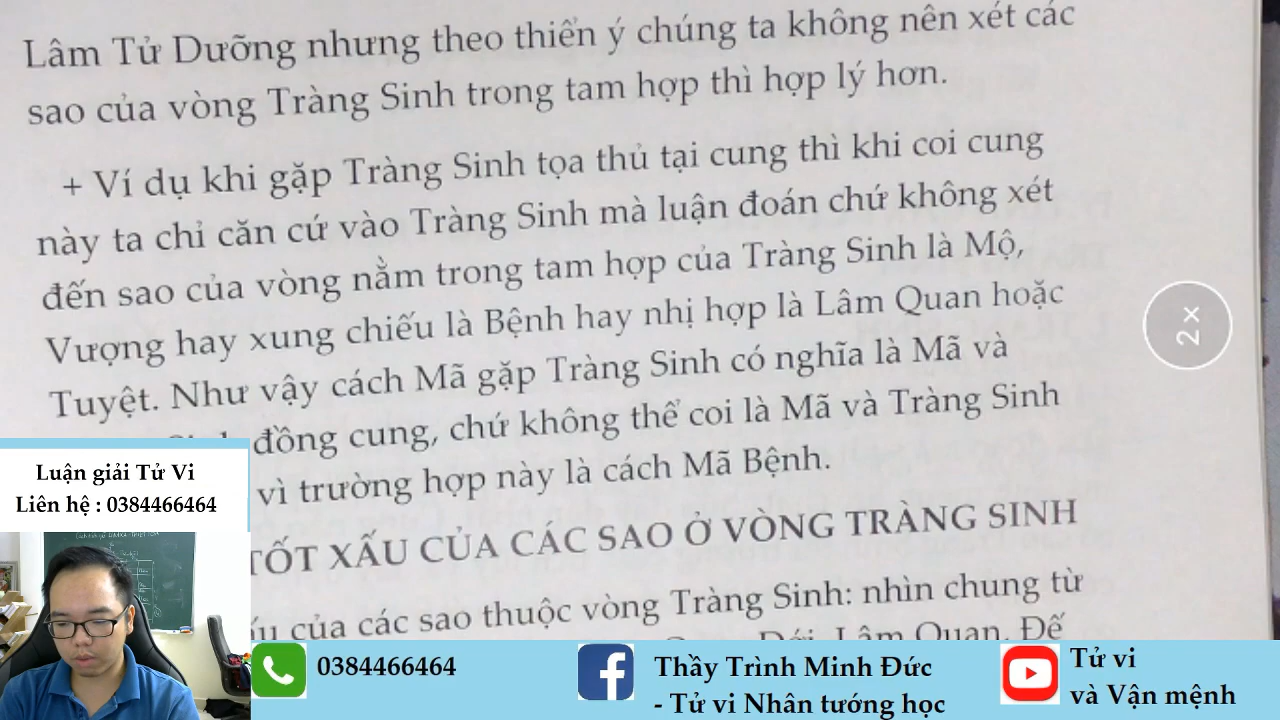 Lâm Tử Dưỡng nhưng theo thiển ý chúng ta không nên xét các
sao của vòng Tràng Sinh trong tam hợp thì hợp lý hơn.
+ Ví dụ khi gặp Tràng Sinh tọa thủ tại cung thì khi coi cung
này ta chỉ căn cứ vào Tràng Sinh mà luận đoán chứ không xét
đến sao của vòng nằm trong tam hợp của Tràng Sinh là Mộ,
Vượng hay xung chiếu là Bệnh hay nhị hợp là Lâm Quan hoặc
Tuyệt. Như vậy cách Mã gặp Tràng Sinh có nghĩa là Mã và
đồng cung, chứ không thể coi là Mã và Tràng Sinh
vì trường hợp này là cách Mã Bệnh.
TỐT XẤU CỦA CÁC SAO Ở VÒNG TRÀNG SINH
của các sao thuộc vòng Tràng Sinh: nhìn chung từ
Lâm Quan, Đế
2×
Luận giải Tử Vi
Liên hệ : 0384466464
0384466464
Thầy Trình Minh Đức
- Tử vi Nhân tướng học
Tử vi
và Vận mệnh